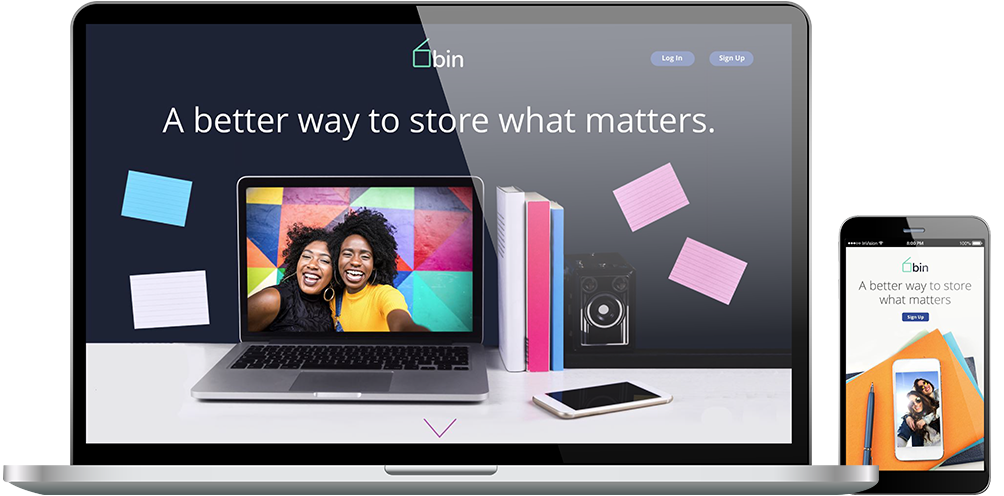 bin
Log In
Sign Up
A better way to store what matters.
InVision
8:00 PM
100%
bin
A better way to store
what matters
Sign Up